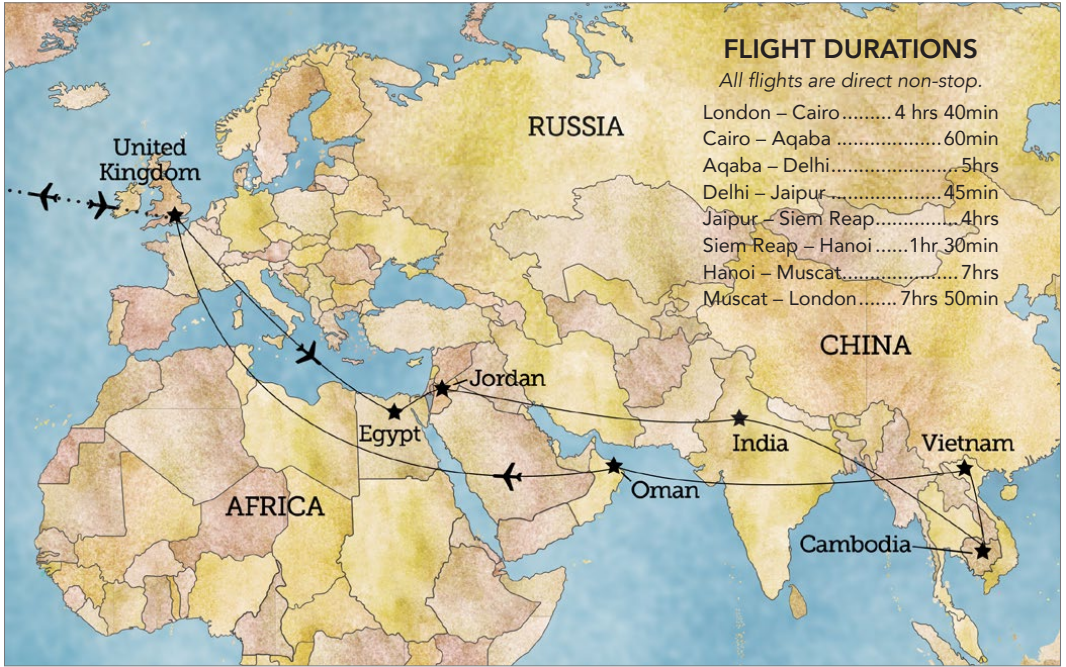 FLIGHT DURATIONS
All flights are direct non-stop.
London – Cairo......... 4 hrs 40min
Cairo – Aqaba ...................60min
Aqaba – Delhi.......................5hrs
Delhi – Jaipur ....................45min
Jaipur – Siem Reap...............4hrs
Siem Reap – Hanoi ......1hr 30min
Hanoi – Muscat.....................7hrs
Muscat – London....... 7hrs 50min
RUSSIA
United
Kingdom
CHINA
Jordan
Egypt
India
Vietnam
Oman
AFRICA
Cambodia